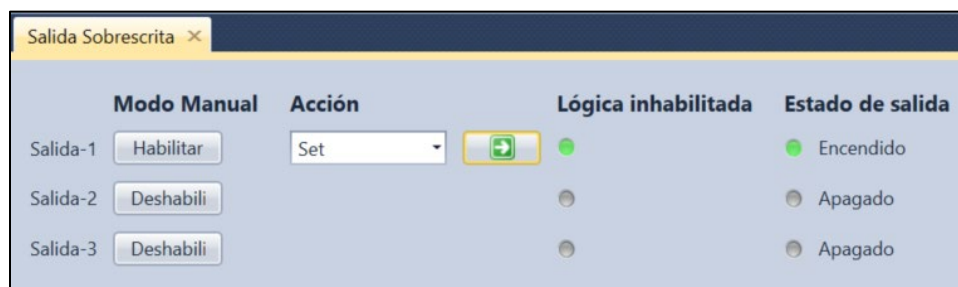 Salida Sobrescrita
Modo Manual Acción Lógica inhabilitada Estado de salida
Salida-1 Habilitar Set Encendido
Salida-2 Deshabili Apagado
Salida-3 Deshabili Apagado